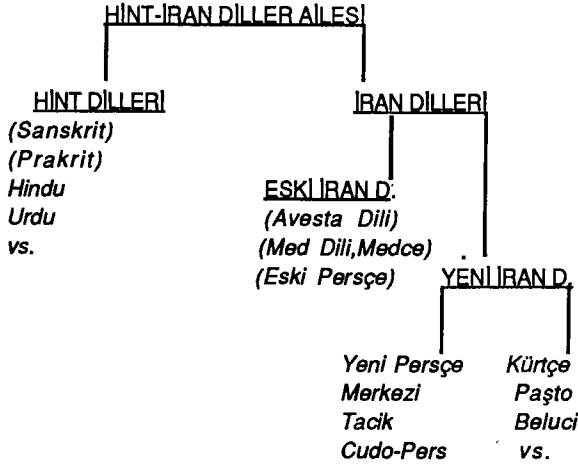 HİNT-İRAN DİLLER AİLESİ
HİNT DİLLERİ
(Sanskrit)
(Prakrit)
Hindu
Urdu
vs.
İRAN DİLLERİ
ESKİ İRAN D.
(Avesta Dili)
(Med Dili,Medce)
(Eski Persçe)
YENİ İRAN D.
Yeni Persçe
Merkezi
Tacik
Cudo-Pers
Kürtçe
Paşto
Beluci
vs.